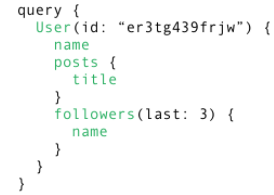 query {
  User(id: “er3tg439frjw”) {
    name
    posts {
      title
    }
    followers(last: 3) {
      name
    }
  }
}